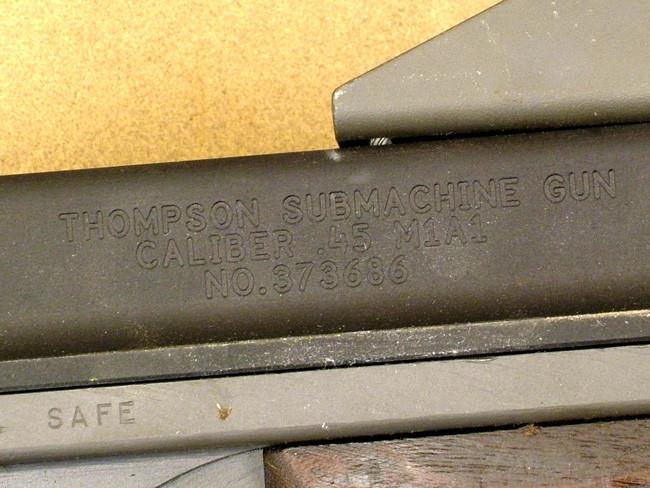 THOMPSON SUBMACHINE GUN
CALIBER .45 M1A1
NO.373686
SAFE